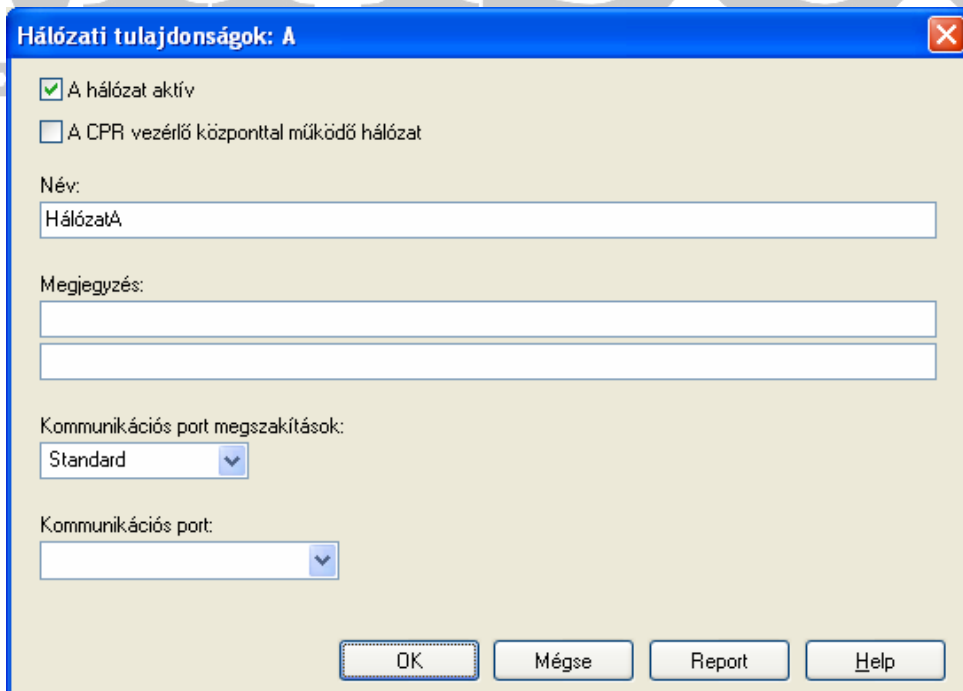 Hálózati tulajdonságok: A
A hálózat aktív
A CPR vezérlő központtal működő hálózat
Név:
HálózatA
Megjegyzés:
Kommunikációs port megszakítások:
Standard
Kommunikációs port:
OK
Mégse
Report
Help